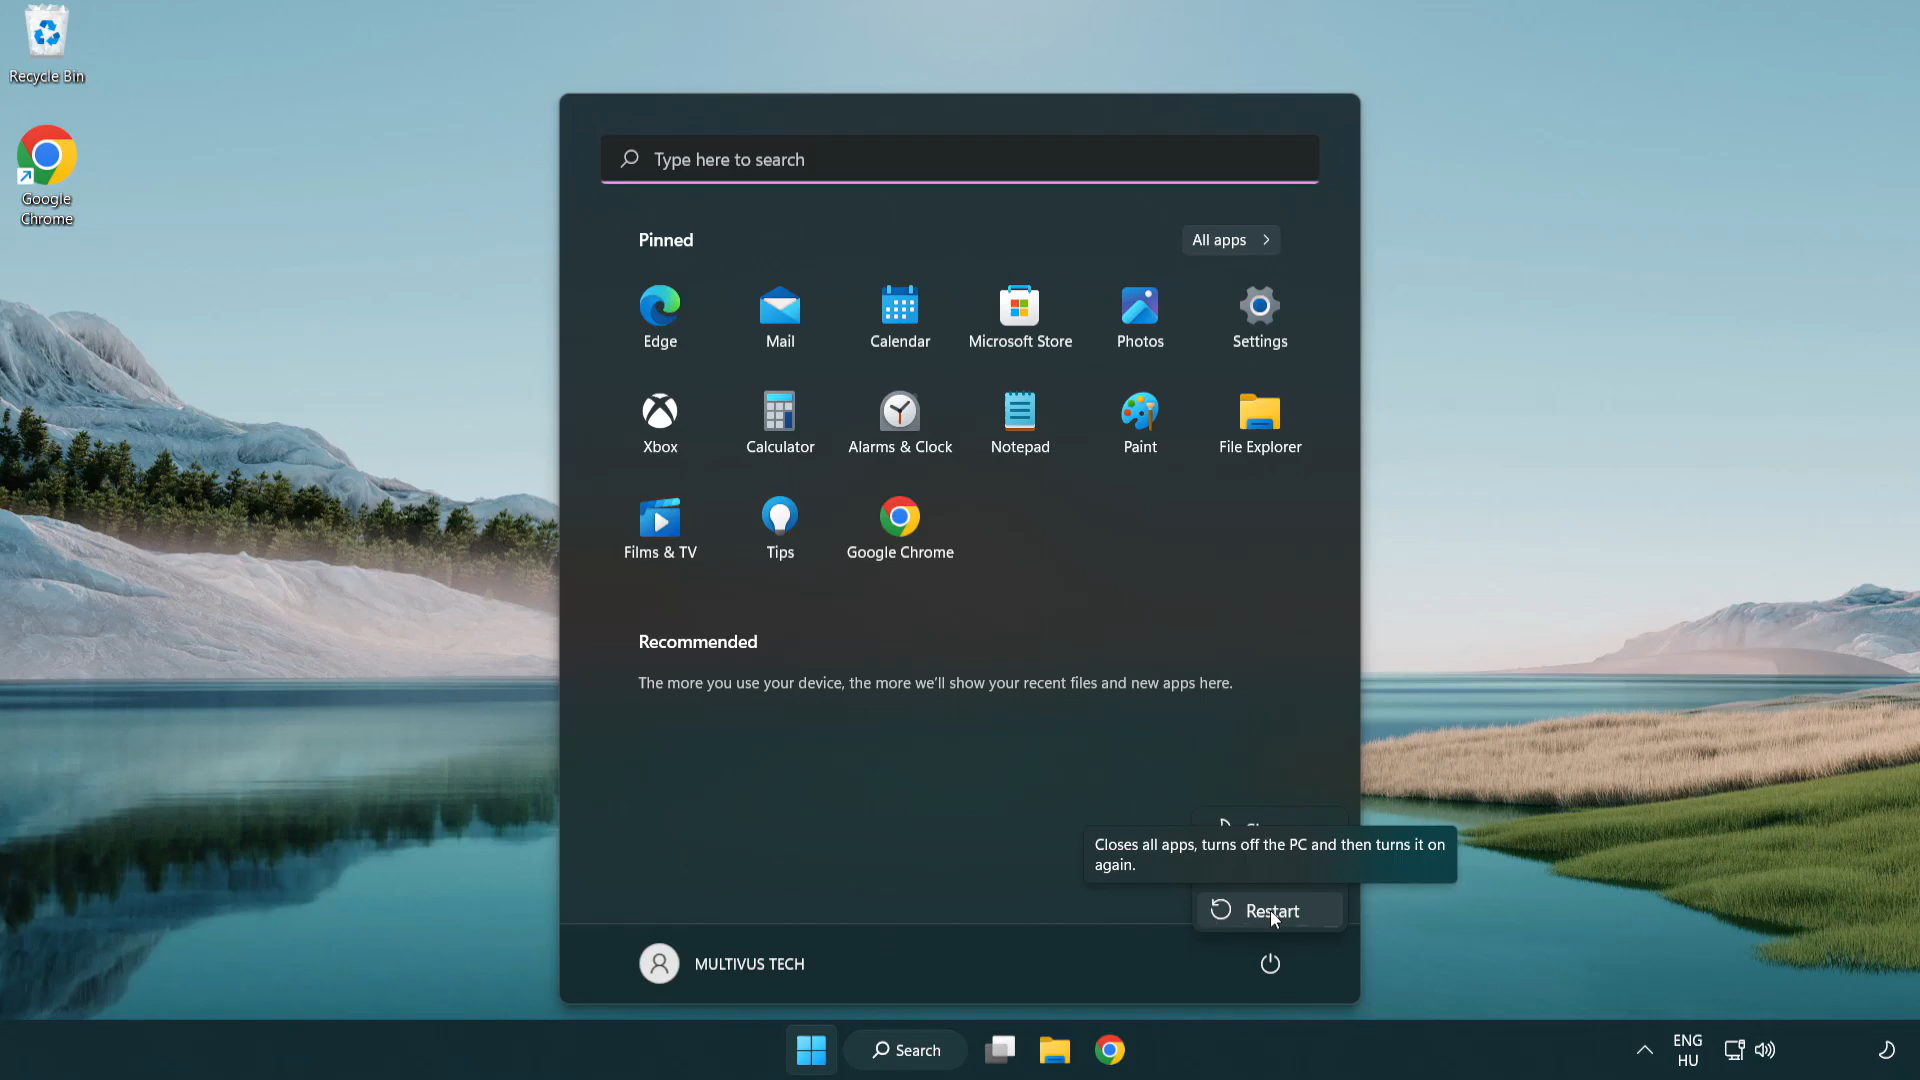 Recycle Bin
Google
Chrome
Type here to search
Pinned
All apps
Edge
Mail
Calendar
Microsoft Store
Photos
Settings
Xbox
Calculator
Alarms & Clock
Notepad
Paint
File Explorer
Films & TV
Tips
Google Chrome
Recommended
The more you use your device, the more we'll show your recent files and new apps here.
Closes all apps, turns off the PC and then turns it on
again.
Restart
MULTIVUS TECH
Search
ENG
HU